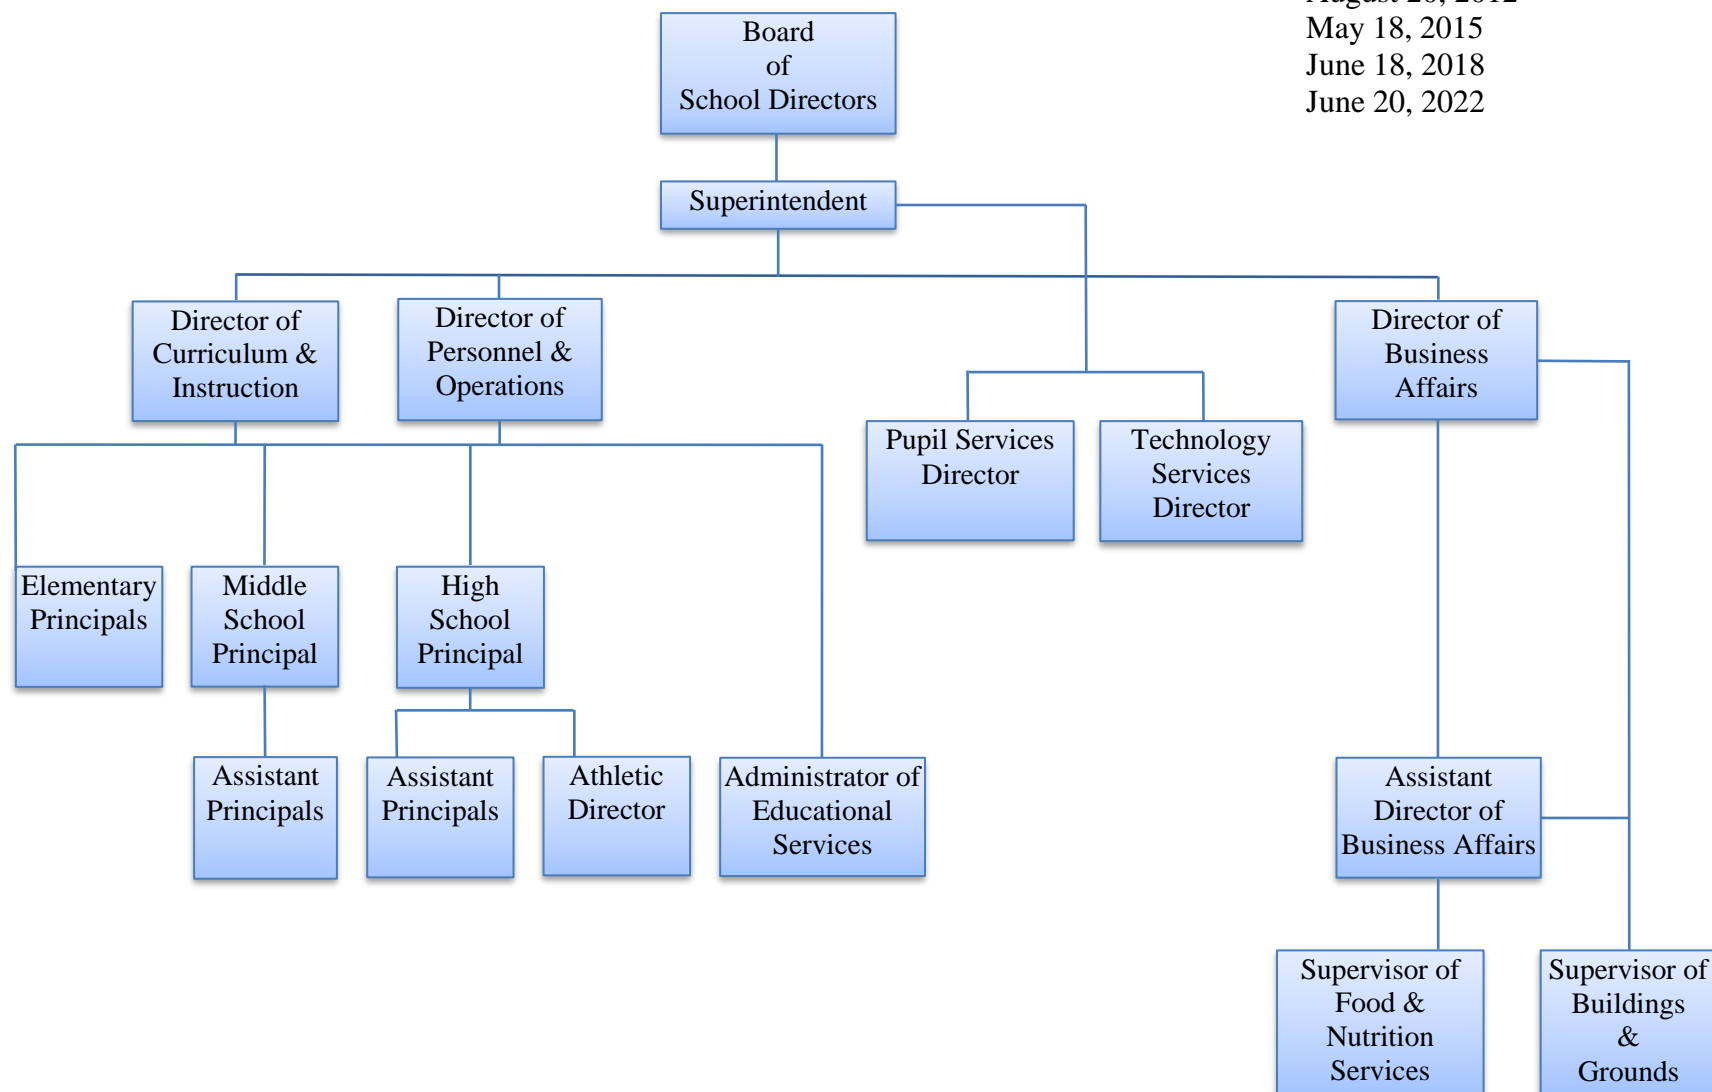 May 18, 2015
June 18, 2018
June 20, 2022
Board
of
School Directors
Superintendent
Director of
Curriculum &
Instruction
Director of
Personnel &
Operations
Director of
Business
Affairs
Pupil Services
Director
Technology
Services
Director
Elementary
Principals
Middle
School
Principal
High
School
Principal
Assistant
Principals
Assistant
Principals
Athletic
Director
Administrator of
Educational
Services
Assistant
Director of
Business Affairs
Supervisor of
Food &
Nutrition
Services
Supervisor of
Buildings
&
Grounds